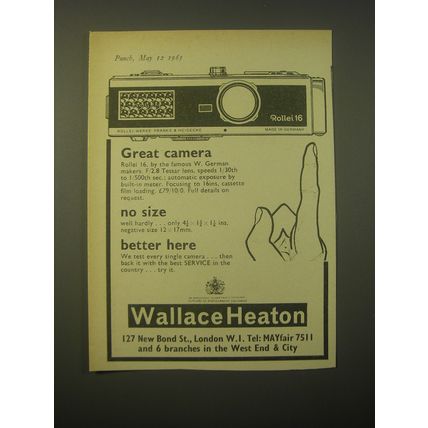 Punch, May 12 1965
Rollei 16
ROLLEI-WERKE FRANKE & HEIDECKE
MADE IN GERMANY
Great camera
Rollei 16, by the famous W. German
makers. F/2.8 Tessar lens, speeds 1/30th
to 1/500th sec.; automatic exposure by
built-in meter. Focusing to 16ins, cassette
film loading. £79/10/0. Full details on
request.
no size
well hardly . . . only 4¼ × 1¾ × 1¼ ins,
negative size 12 × 17mm.
better here
We test every single camera . . . then
back it with the best SERVICE in the
country . . . try it.
Wallace Heaton
127 New Bond St., London W.1. Tel: MAYfair 7511
and 6 branches in the West End & City